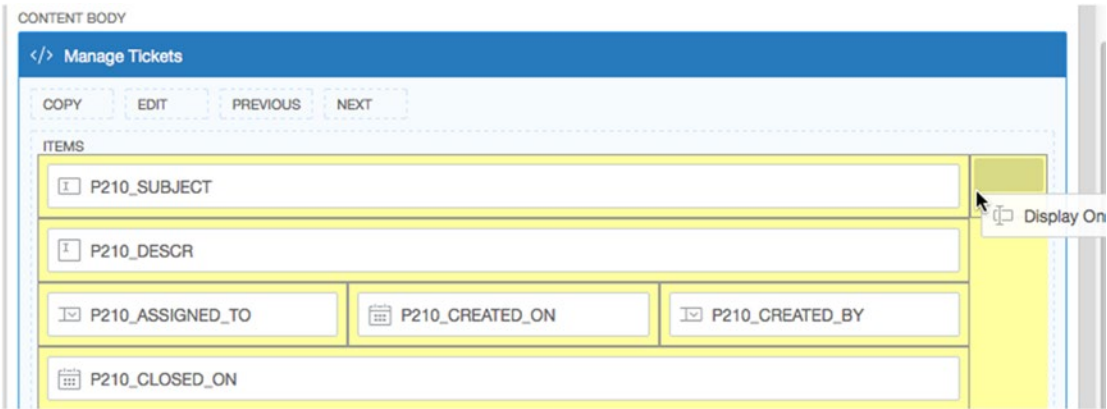 CONTENT BODY
</> Manage Tickets
COPY EDIT PREVIOUS NEXT
ITEMS
P210_SUBJECT
Display On
P210_DESCR
P210_ASSIGNED_TO P210_CREATED_ON P210_CREATED_BY
P210_CLOSED_ON